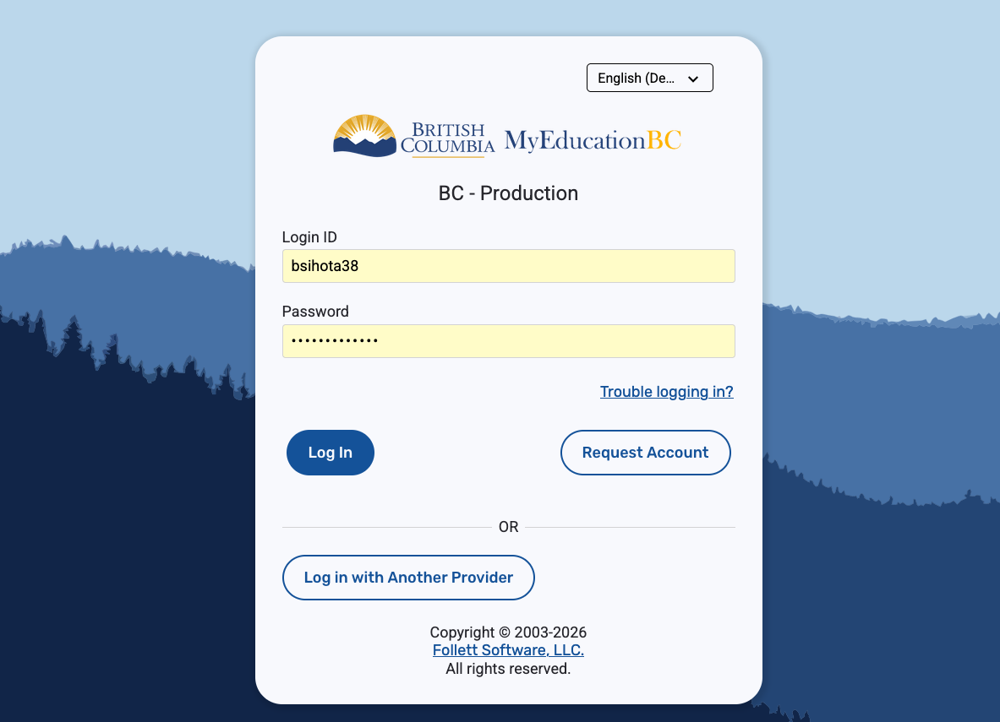 English (De...
BRITISH
COLUMBIA
MyEducationBC
BC - Production
Login ID
bsihota38
Password
•••••••••••••
Trouble logging in?
Log In
Request Account
OR
Log in with Another Provider
Copyright © 2003-2026
Follett Software, LLC.
All rights reserved.